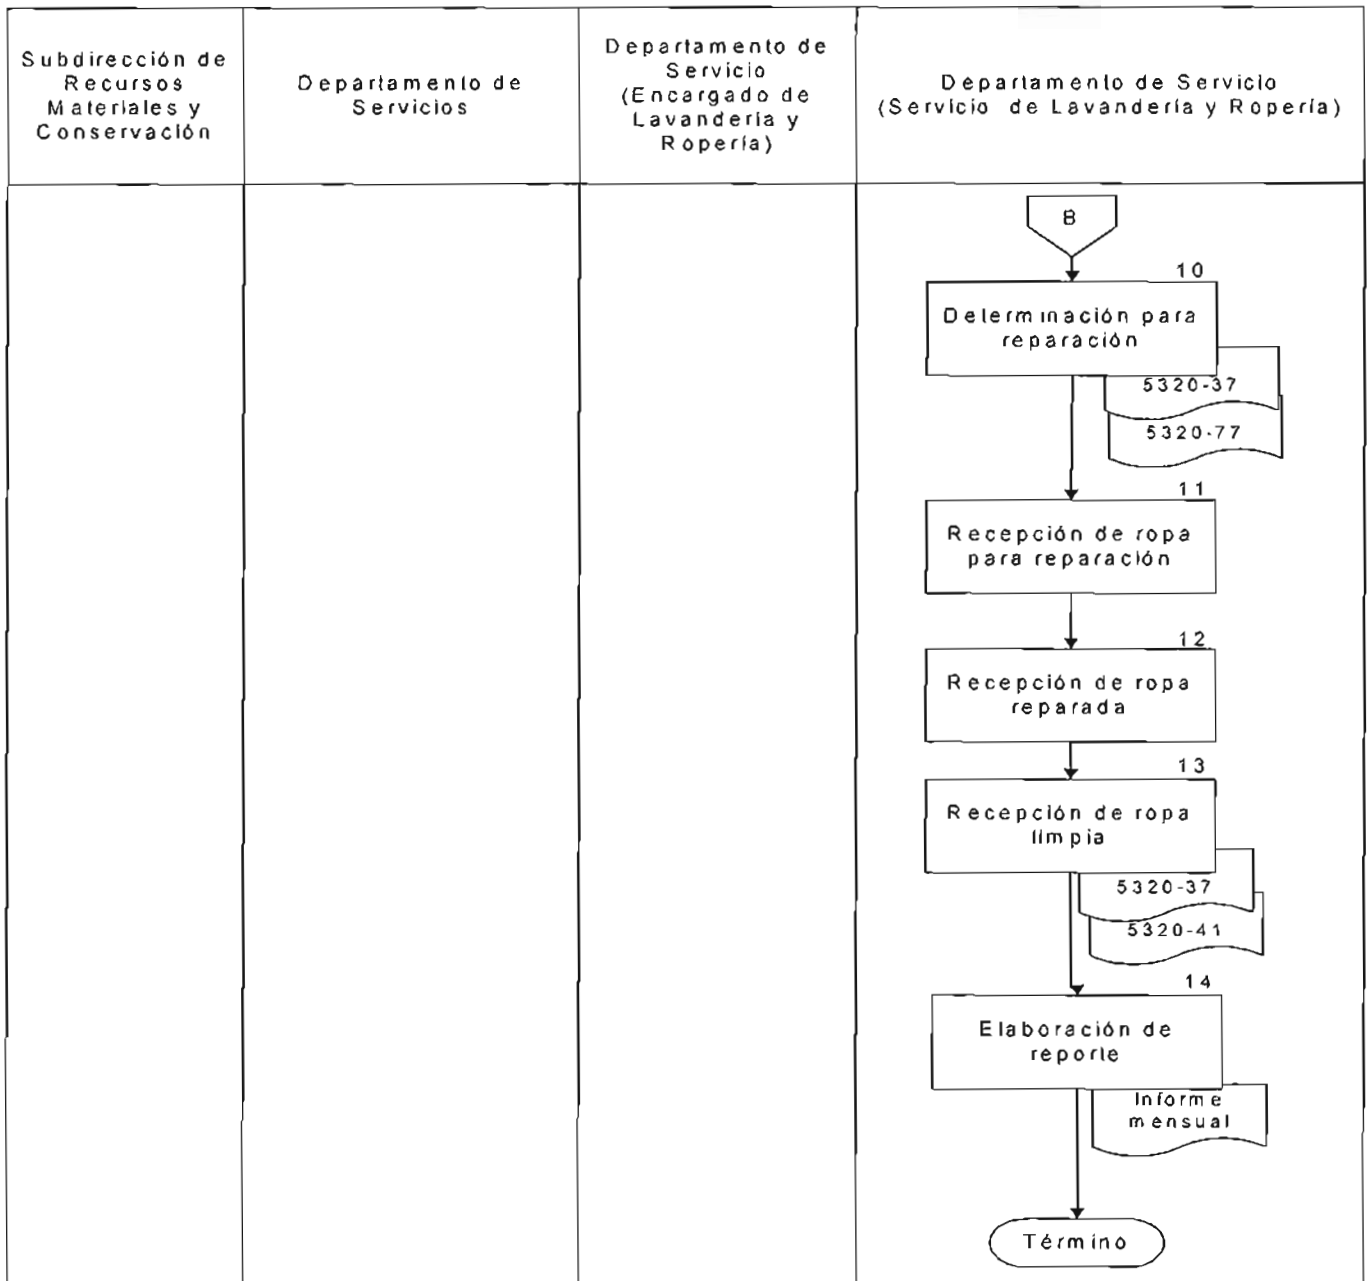 Subdirección de
Recursos
Materiales y
Conservación
Departamento de
Servicios
Departamento de
Servicio
(Encargado de
Lavandería y
Ropería)
Departamento de Servicio
(Servicio de Lavandería y Ropería)
B
10
Determinación para
reparación
5320-37
5320-77
11
Recepción de ropa
para reparación
12
Recepción de ropa
reparada
13
Recepción de ropa
limpia
5320-37
5320-41
14
Elaboración de
reporte
Informe
mensual
Término